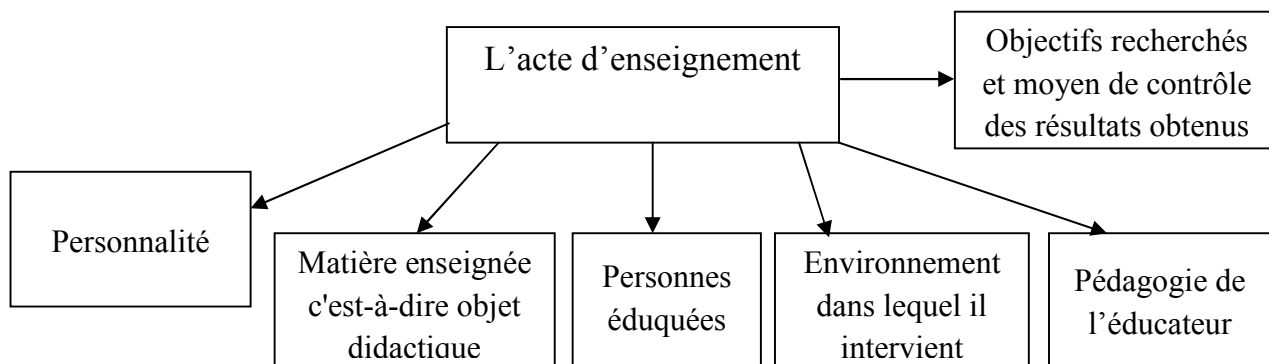 L’acte d’enseignement
Objectifs recherchés
et moyen de contrôle
des résultats obtenus
Personnalité
Matière enseignée
c'est-à-dire objet
didactique
Personnes
éduquées
Environnement
dans lequel il
intervient
Pédagogie de
l’éducateur